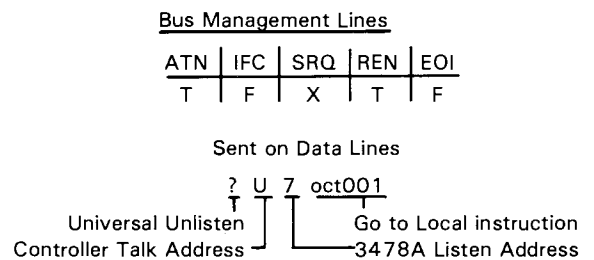 Bus Management Lines
ATN IFC SRQ REN EOI
T F X T F
Sent on Data Lines
? U 7 oct001
Universal Unlisten Go to Local instruction
Controller Talk Address 3478A Listen Address